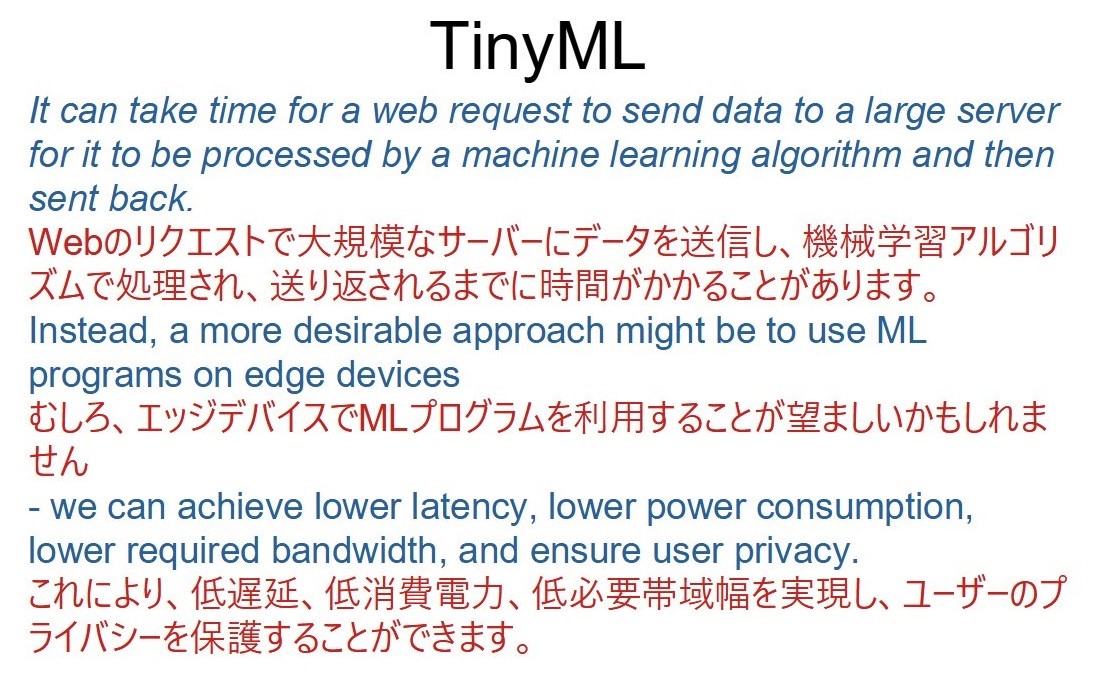 TinyML
It can take time for a web request to send data to a large server
for it to be processed by a machine learning algorithm and then
sent back.
Webのリクエストで大規模なサーバーにデータを送信し、機械学習アルゴリ
ズムで処理され、送り返されるまでに時間がかかることがあります。
Instead, a more desirable approach might be to use ML
programs on edge devices
むしろ、エッジデバイスでMLプログラムを利用することが望ましいかもしれま
せん
- we can achieve lower latency, lower power consumption,
lower required bandwidth, and ensure user privacy.
これにより、低遅延、低消費電力、低必要帯域幅を実現し、ユーザーのプ
ライバシーを保護することができます。